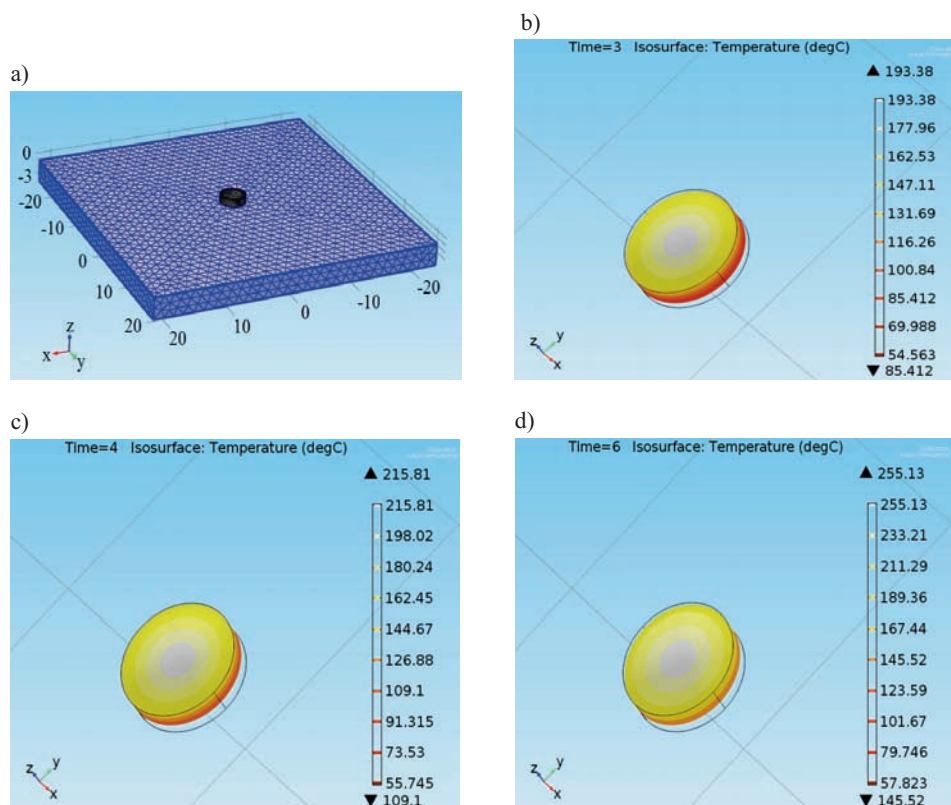 a)
0
-3
-20
-10
0
10
20
20
10
0
-10
-20
z
x
y
b)
Time=3 Isosurface: Temperature (degC)
▲ 193.38
193.38
177.96
162.53
147.11
131.69
116.26
100.84
85.412
69.988
54.563
▼ 85.412
z
y
x
c)
Time=4 Isosurface: Temperature (degC)
▲ 215.81
215.81
198.02
180.24
162.45
144.67
126.88
109.1
91.315
73.53
55.745
▼ 109.1
z
y
x
d)
Time=6 Isosurface: Temperature (degC)
▲ 255.13
255.13
233.21
211.29
189.36
167.44
145.52
123.59
101.67
79.746
57.823
▼ 145.52
z
y
x